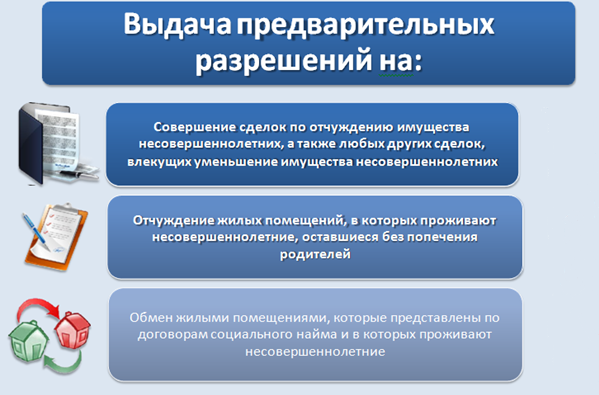 Выдача предварительных
разрешений на:
Совершение сделок по отчуждению имущества
несовершеннолетних, а также любых других сделок,
влекущих уменьшение имущества несовершеннолетних
Отчуждение жилых помещений, в которых проживают
несовершеннолетние, оставшиеся без попечения
родителей
Обмен жилыми помещениями, которые представлены по
договорам социального найма и в которых проживают
несовершеннолетние